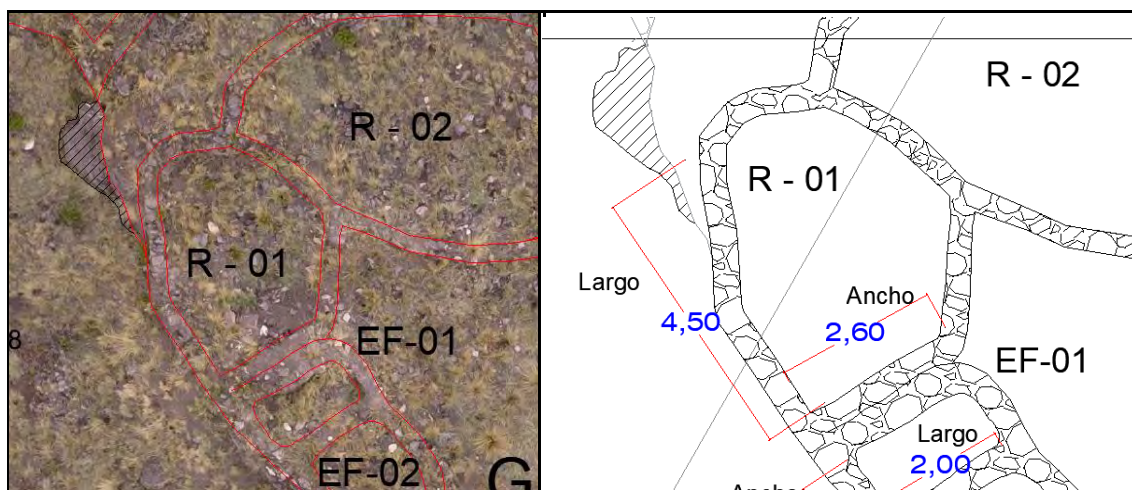 R - 02
R - 01
8
EF-01
EF-02
G
R - 02
R - 01
Largo
4,50
Ancho
2,60
EF-01
Largo
2,00
Ancho